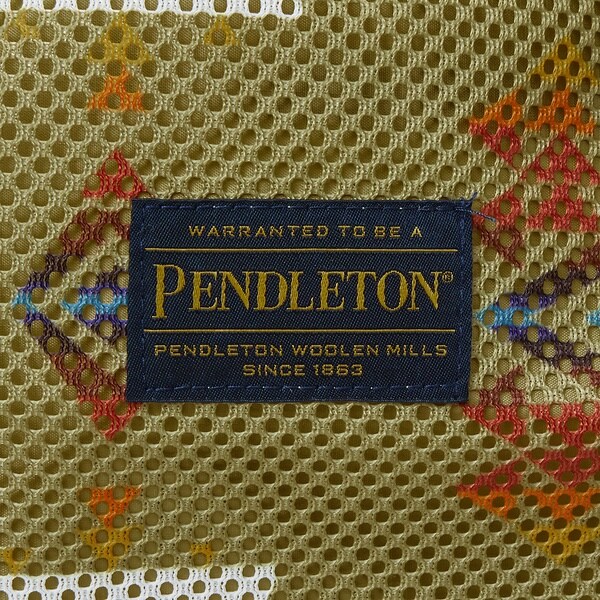 WARRANTED TO BE A
PENDLETON®
PENDLETON WOOLEN MILLS
SINCE 1863